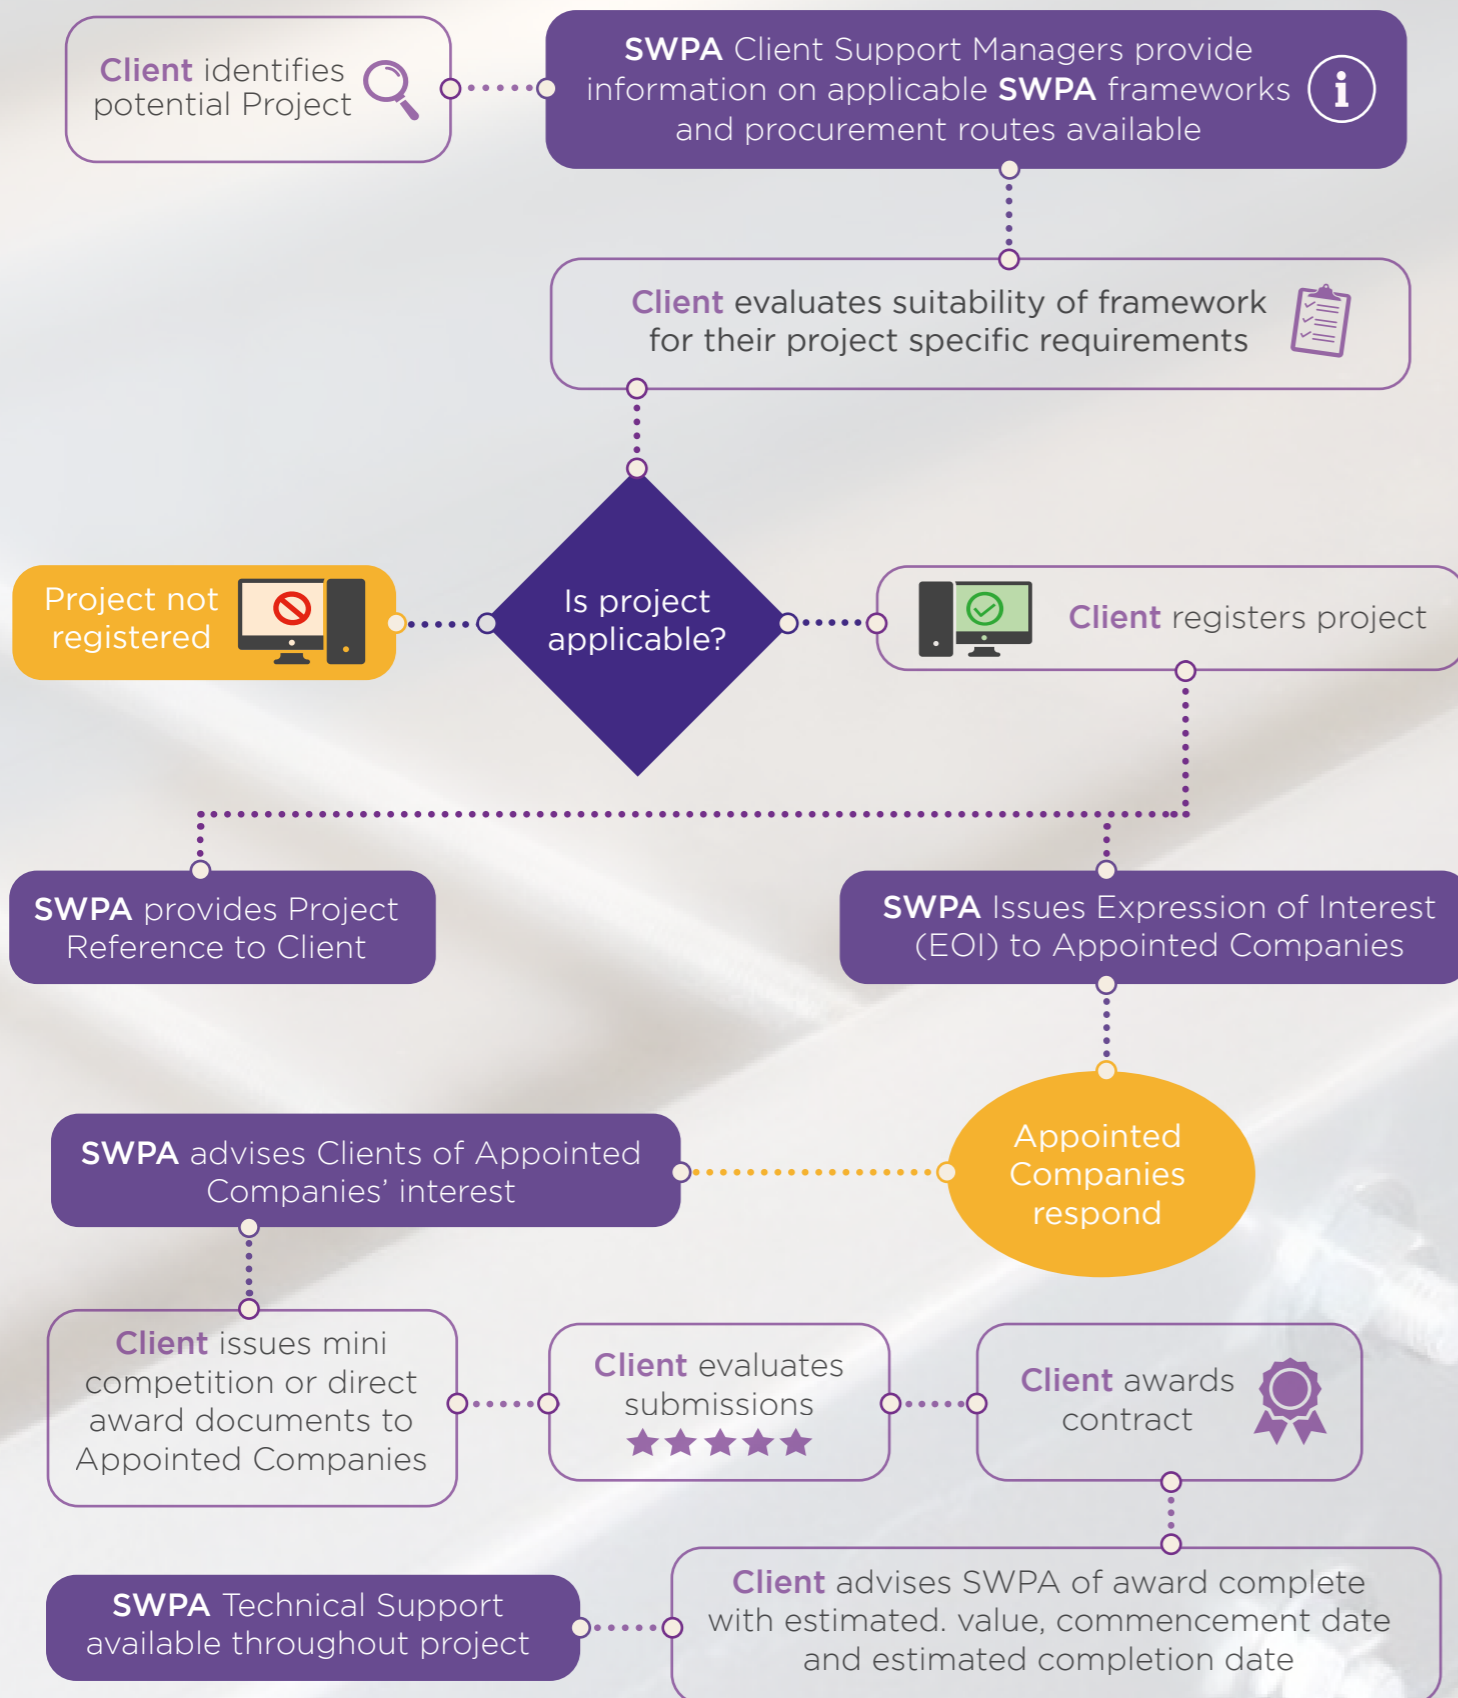 Client identifies
potential Project
SWPA Client Support Managers provide
information on applicable SWPA frameworks
and procurement routes available
Client evaluates suitability of framework
for their project specific requirements
Project not
registered
Is project
applicable?
Client registers project
SWPA provides Project
Reference to Client
SWPA Issues Expression of Interest
(EOI) to Appointed Companies
SWPA advises Clients of Appointed
Companies’ interest
Appointed
Companies
respond
Client issues mini
competition or direct
award documents to
Appointed Companies
Client evaluates
submissions
Client awards
contract
SWPA Technical Support
available throughout project
Client advises SWPA of award complete
with estimated. value, commencement date
and estimated completion date